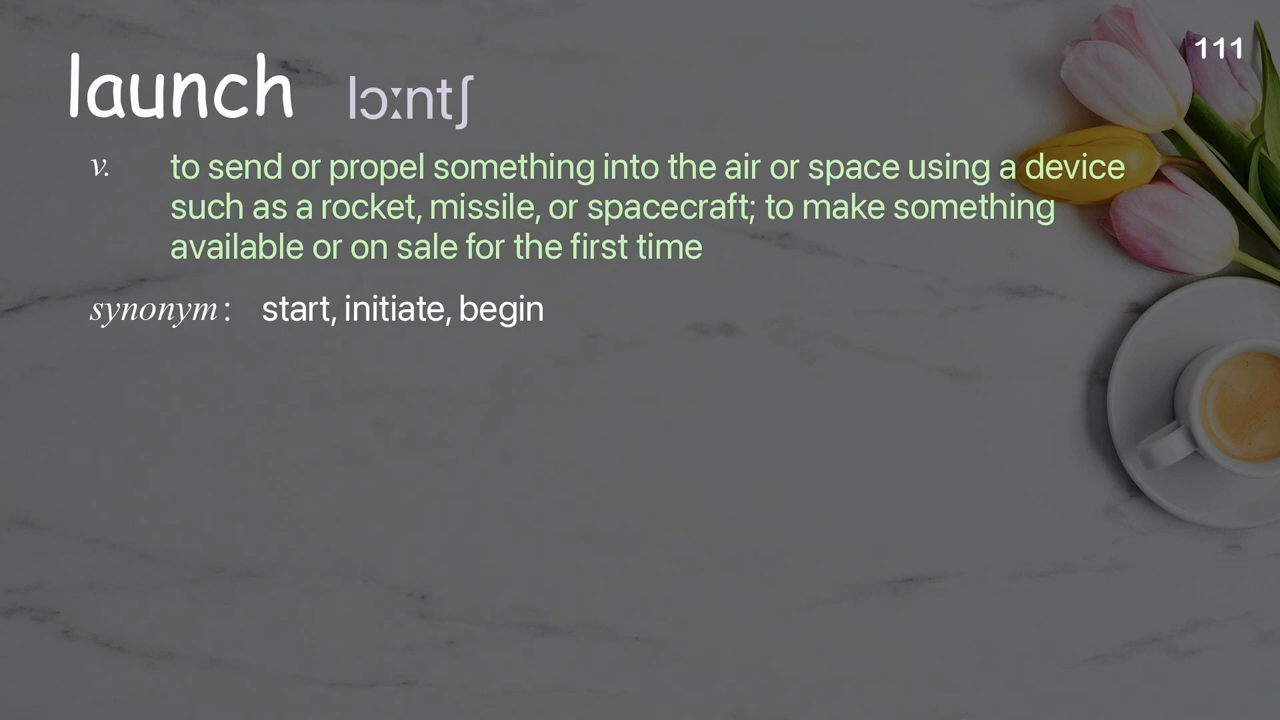 111
launch lɔːntʃ
v. to send or propel something into the air or space using a device
such as a rocket, missile, or spacecraft; to make something
available or on sale for the first time
synonym: start, initiate, begin